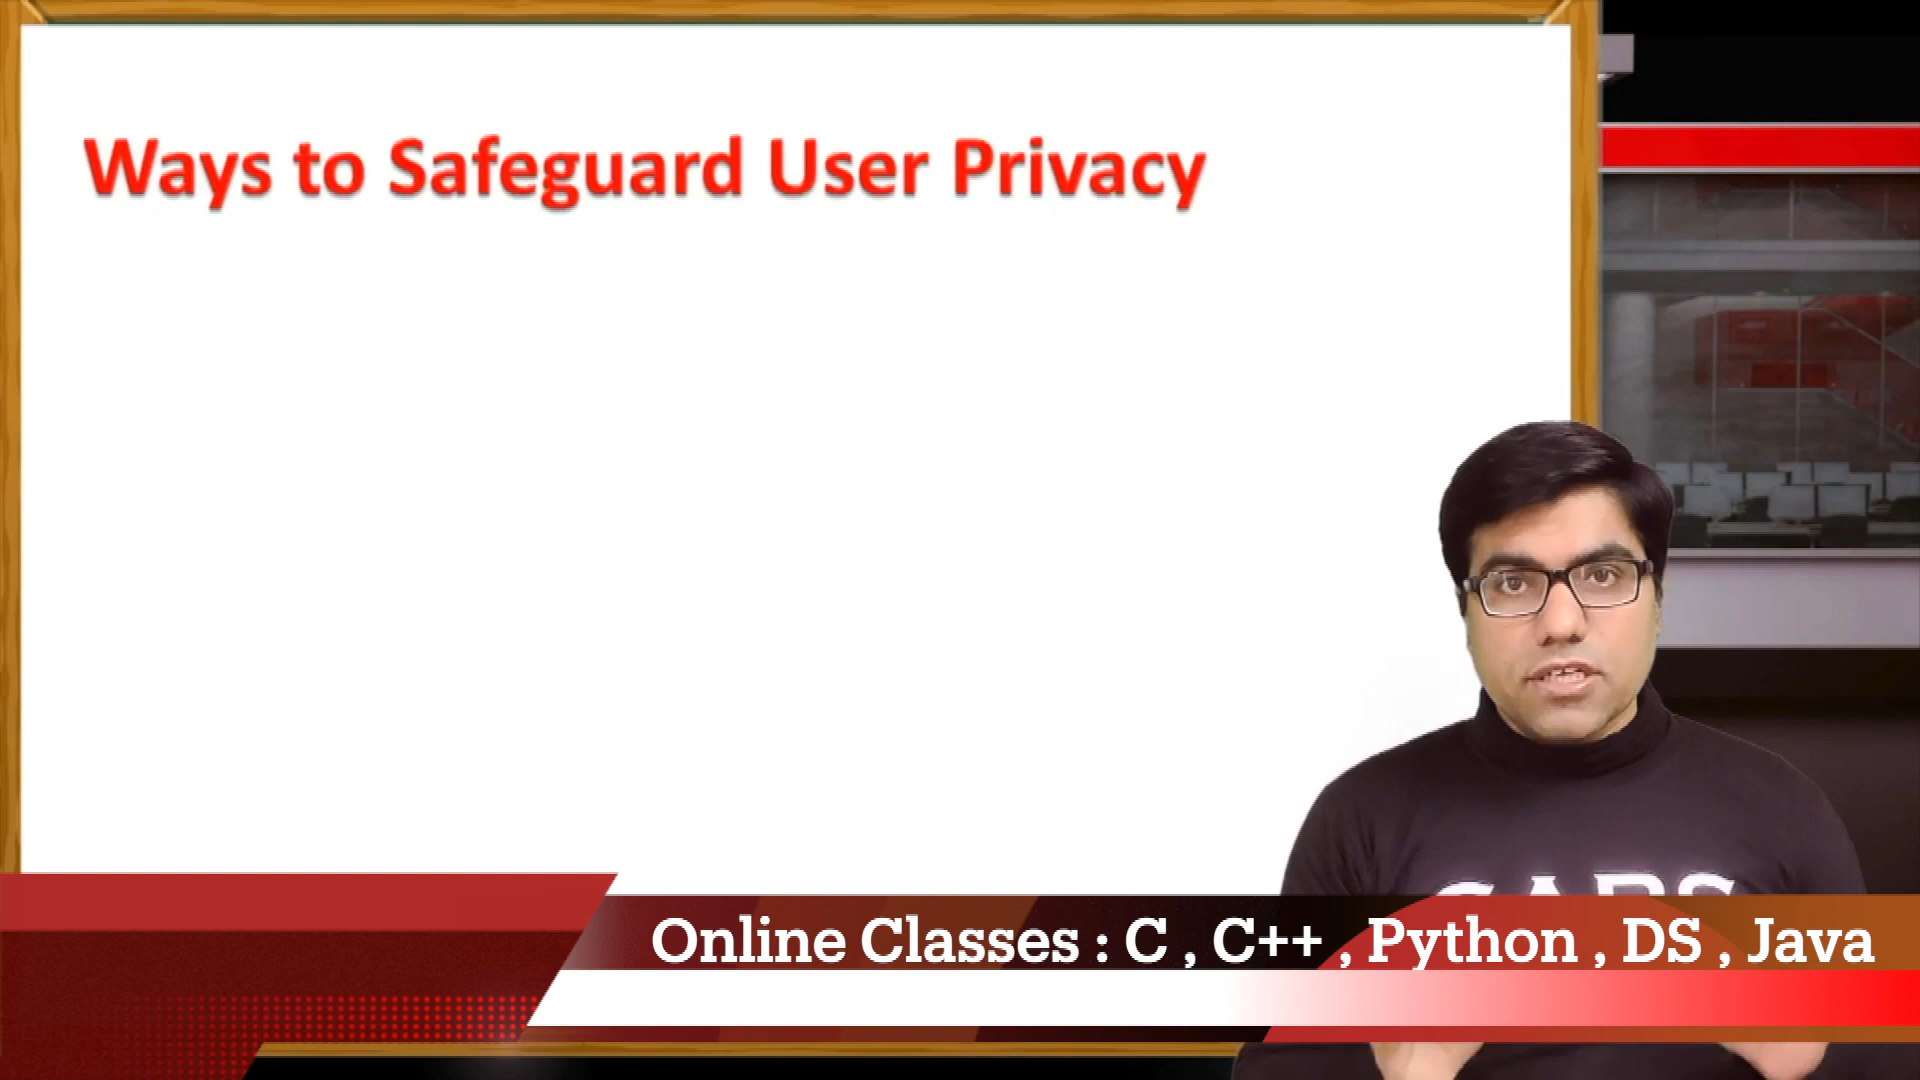 Ways to Safeguard User Privacy
Online Classes : C , C++ , Python , DS , Java